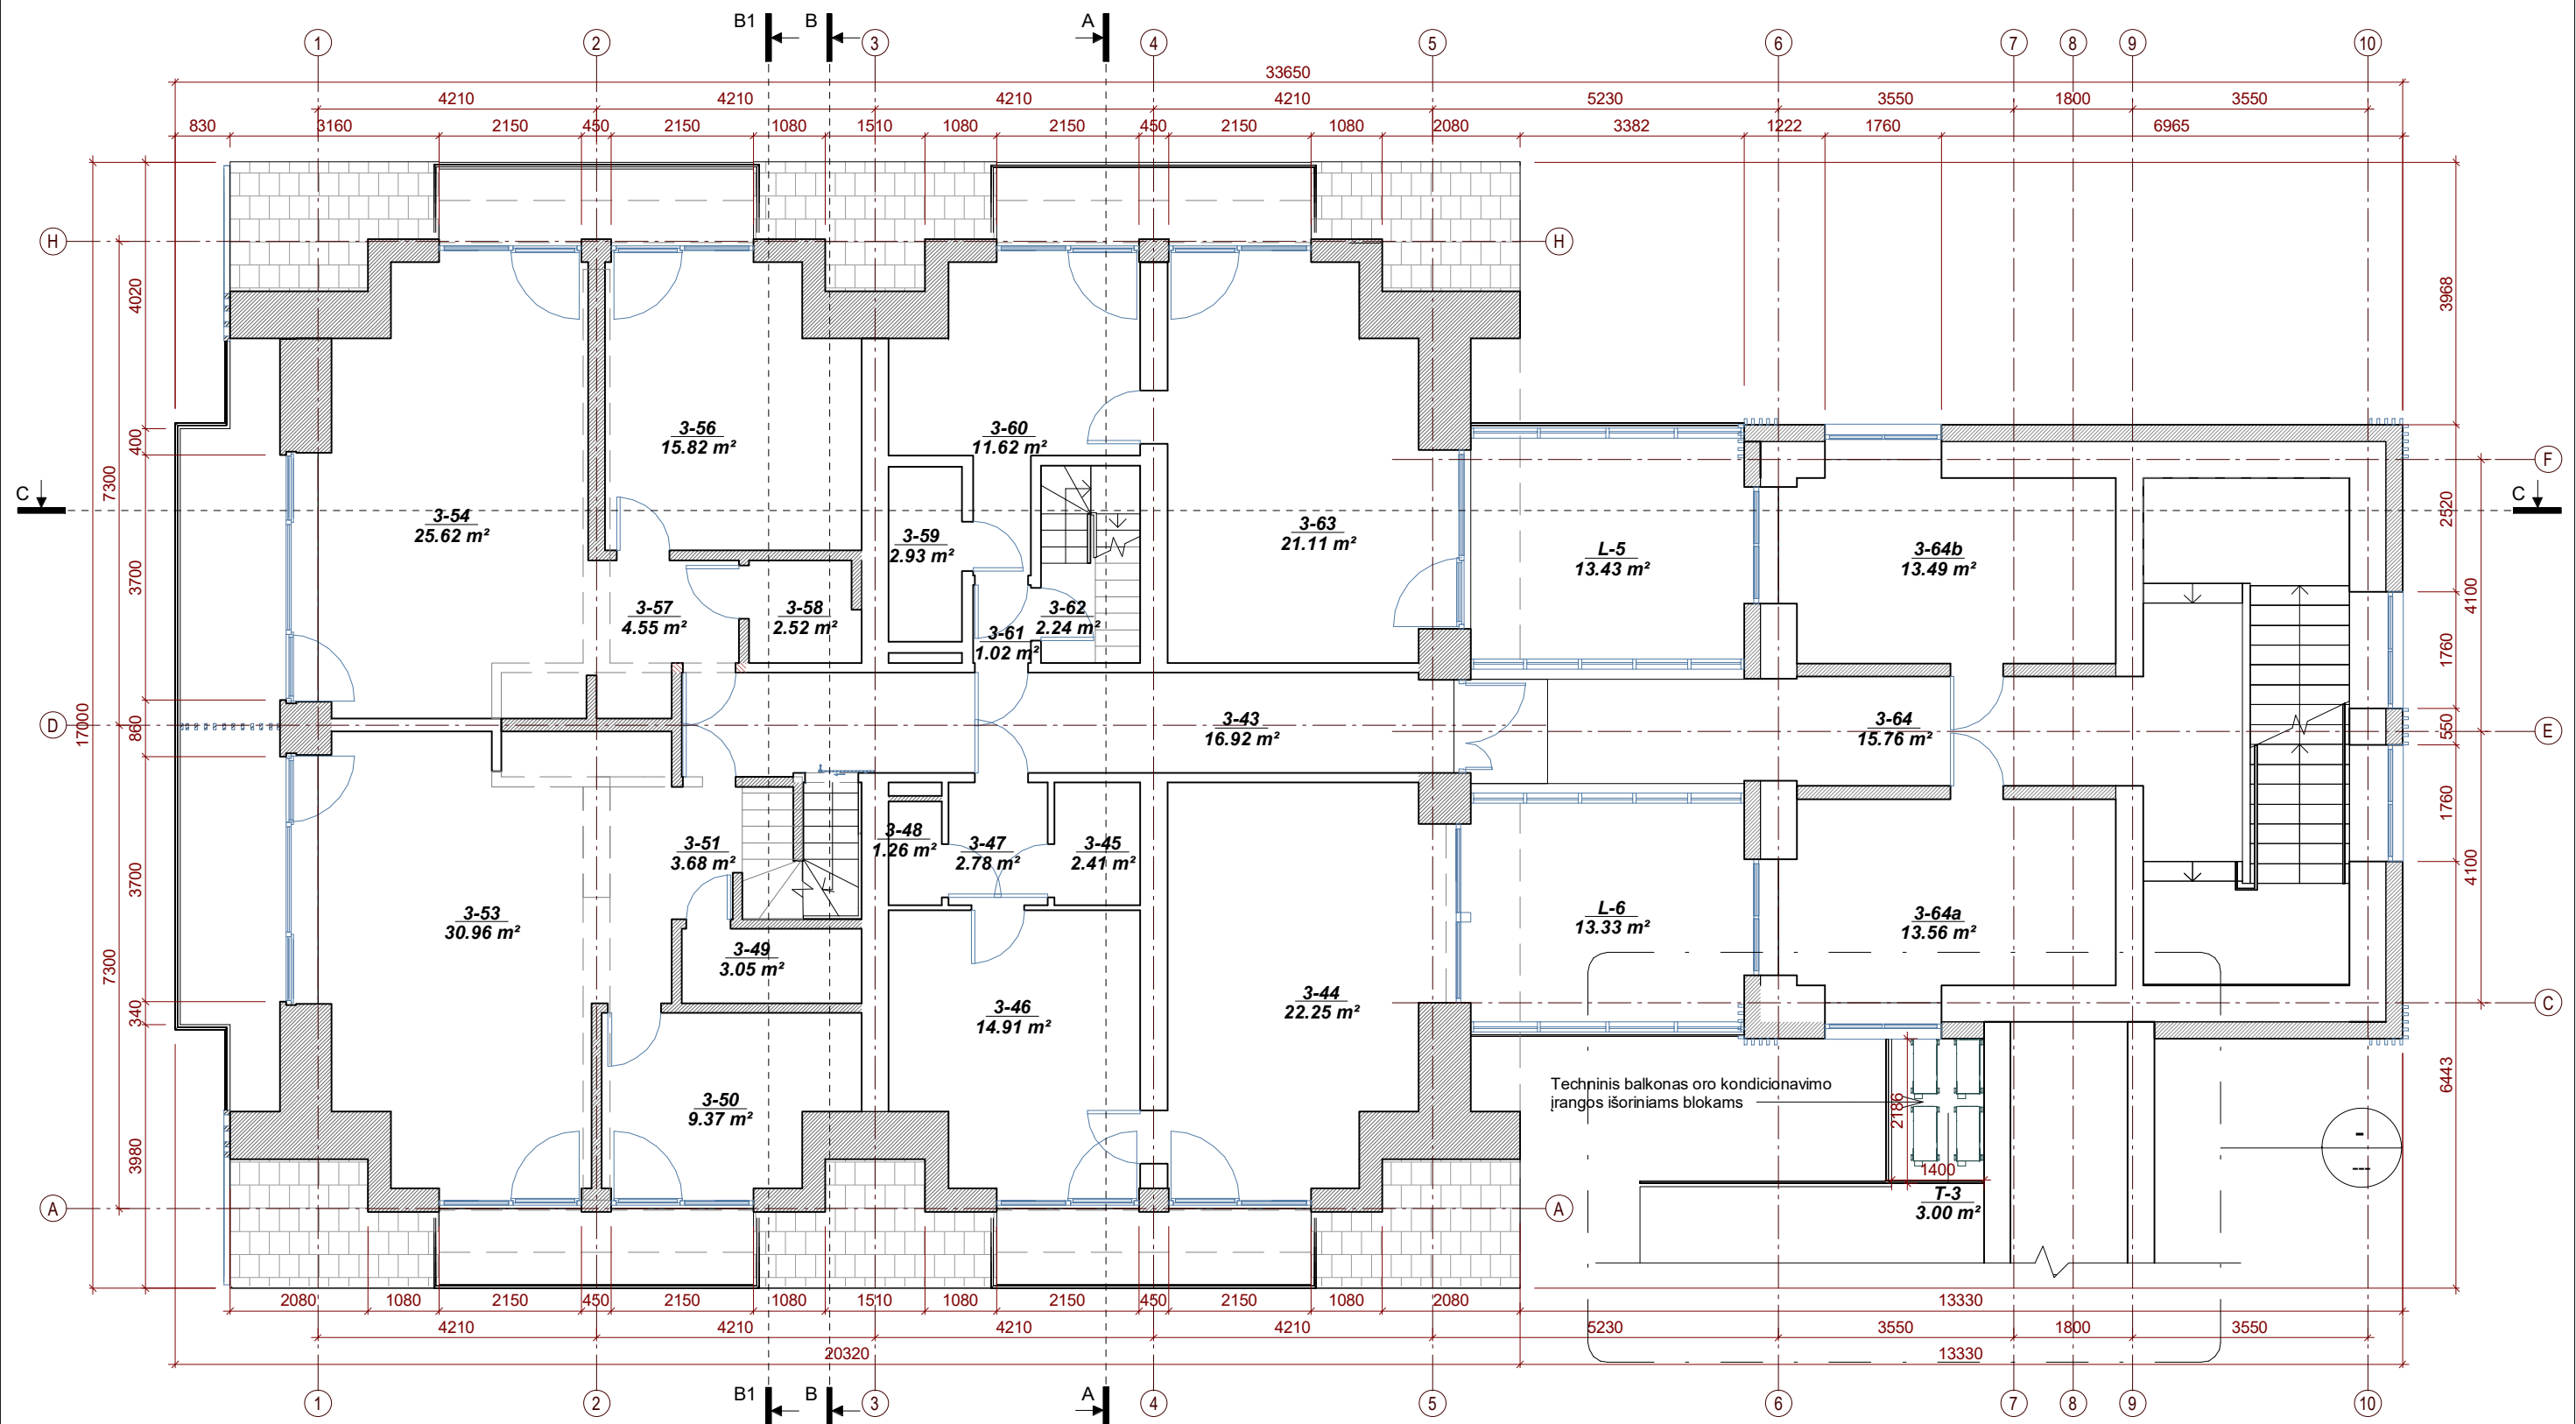 B1 B A
1 2 3 4 5 6 7 8 9 10
33650
4210 4210 4210 4210 5230 3550 1800 3550
830 3160 2150 450 2150 1080 1510 1080 2150 450 2150 1080 2080 3382 1222 1760 6965
H H
4020 3968
3-56 3-60
15.82 m² 11.62 m²
400
F
7300
C C
2520
3-54 3-59 3-63 L-5 3-64b
25.62 m² 2.93 m² 21.11 m² 13.43 m² 13.49 m²
3700 4100
3-57 3-58 3-62
4.55 m² 2.52 m² 2.24 m²
3-61
1.02 m²
1760
17000
D E
860 550
3-43 3-64
16.92 m² 15.76 m²
1760
3-51 3-48 3-47 3-45
3.68 m² 1.26 m² 2.78 m² 2.41 m²
3700 4100
3-53 L-6 3-64a
30.96 m² 13.33 m² 13.56 m²
3-49
3.05 m²
7300
340
3-46 3-44
14.91 m² 22.25 m²
C
6443
Techninis balkonas oro kondicionavimo
įrangos išoriniams blokams
2186
3-50
9.37 m²
3980
-
---
1400
T-3
3.00 m²
A A
2080 1080 2150 450 2150 1080 1510 1080 2150 450 2150 1080 2080 13330
4210 4210 4210 4210 5230 3550 1800 3550
20320 13330
B1 B A
1 2 3 4 5 6 7 8 9 10